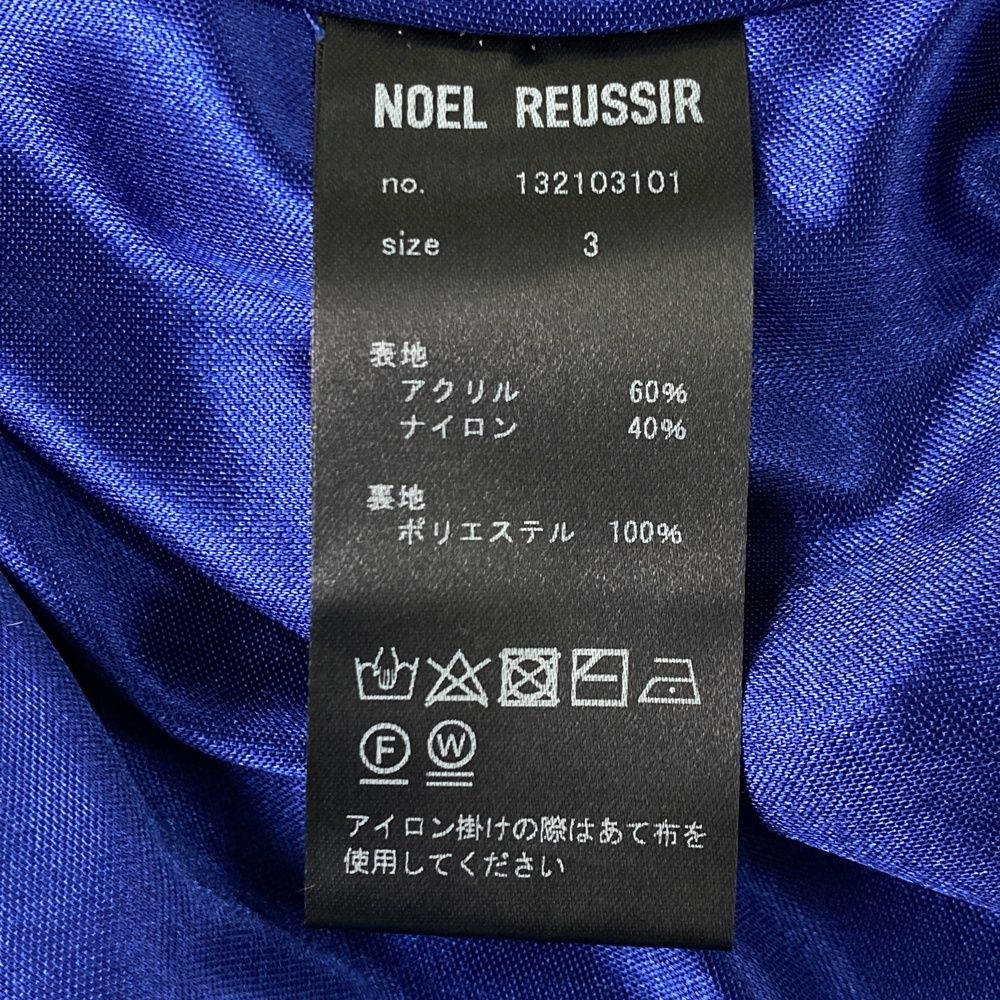 NOEL REUSSIR
no. 132103101
size 3
表地
アクリル 60%
ナイロン 40%
裏地
ポリエステル 100%
F W
アイロン掛けの際はあて布を
使用してください